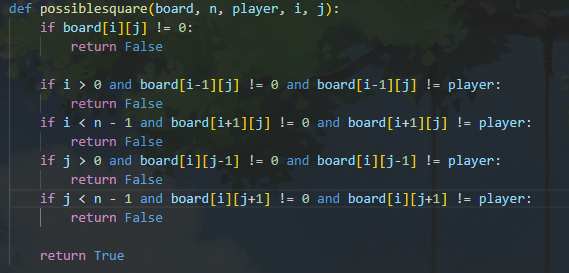 def possiblesquare(board, n, player, i, j):
    if board[i][j] != 0:
        return False

    if i > 0 and board[i-1][j] != 0 and board[i-1][j] != player:
        return False
    if i < n - 1 and board[i+1][j] != 0 and board[i+1][j] != player:
        return False
    if j > 0 and board[i][j-1] != 0 and board[i][j-1] != player:
        return False
    if j < n - 1 and board[i][j+1] != 0 and board[i][j+1] != player:
        return False

    return True